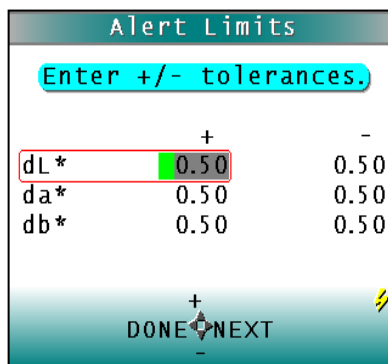 Alert Limits
Enter +/- tolerances.
+ -
dL* 0.50 0.50
da* 0.50 0.50
db* 0.50 0.50
+
DONE NEXT
-